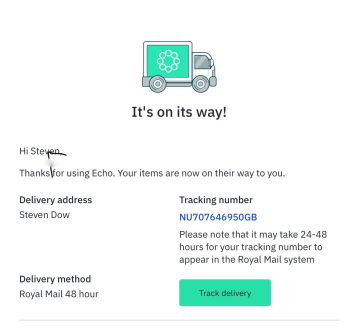 It's on its way!
Hi Steven,
Thanks for using Echo. Your items are now on their way to you.
Delivery address
Steven Dow
Tracking number
NU707646950GB
Please note that it may take 24-48
hours for your tracking number to
appear in the Royal Mail system
Delivery method
Royal Mail 48 hour
Track delivery